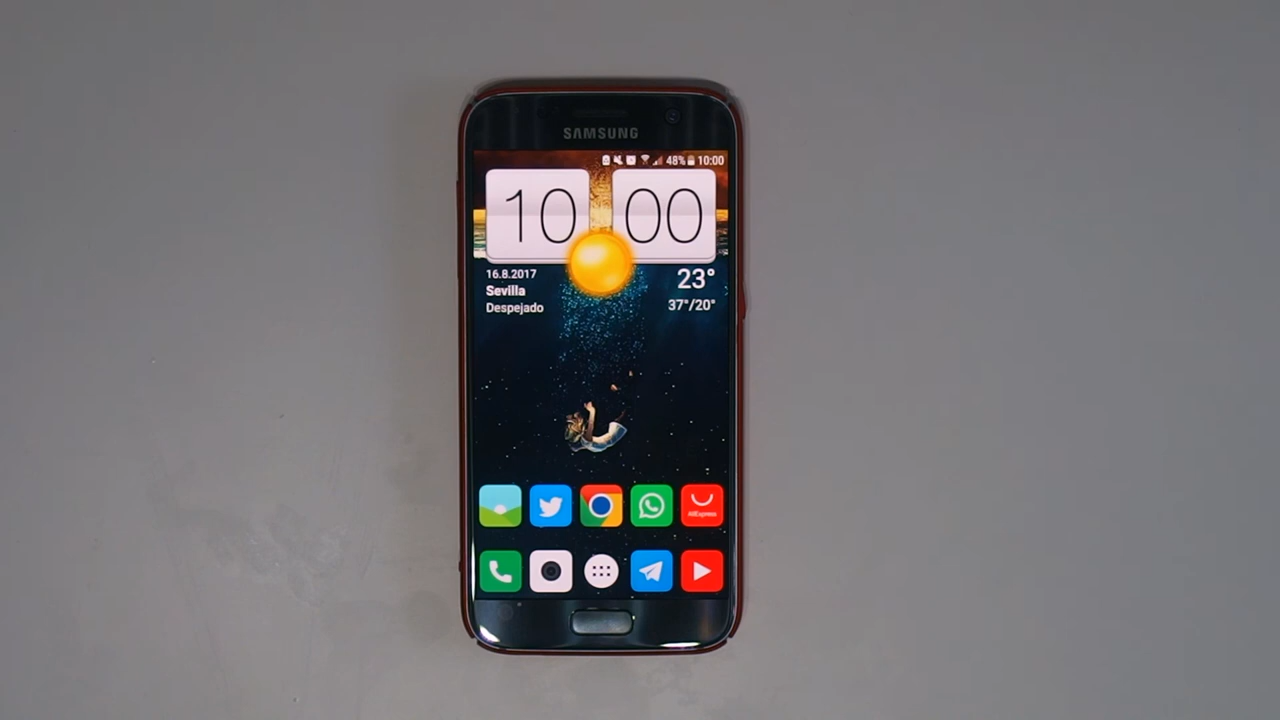 SAMSUNG
48% 10:00
10 00
16.8.2017
23°
Sevilla
Despejado
37°/20°
AliExpress